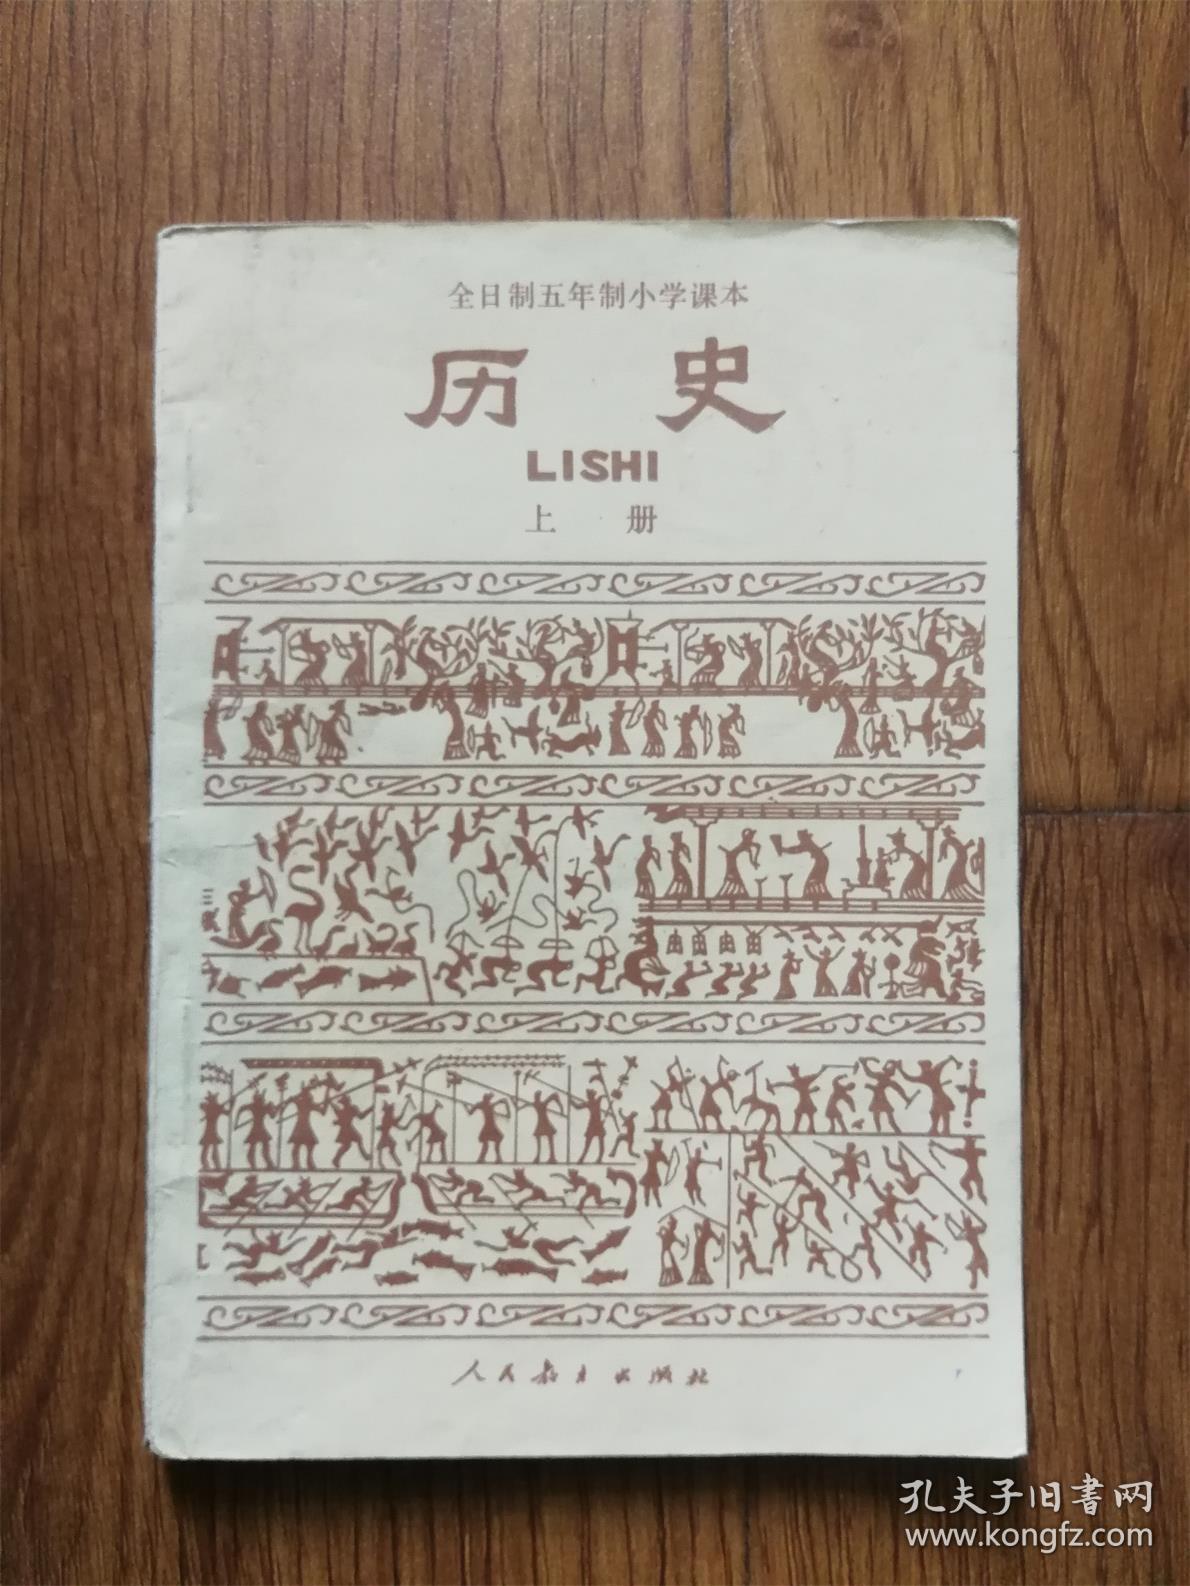 全日制五年制小学课本
历史
LISHI
上册
人民教育出版社
孔夫子旧書网
www.kongfz.com